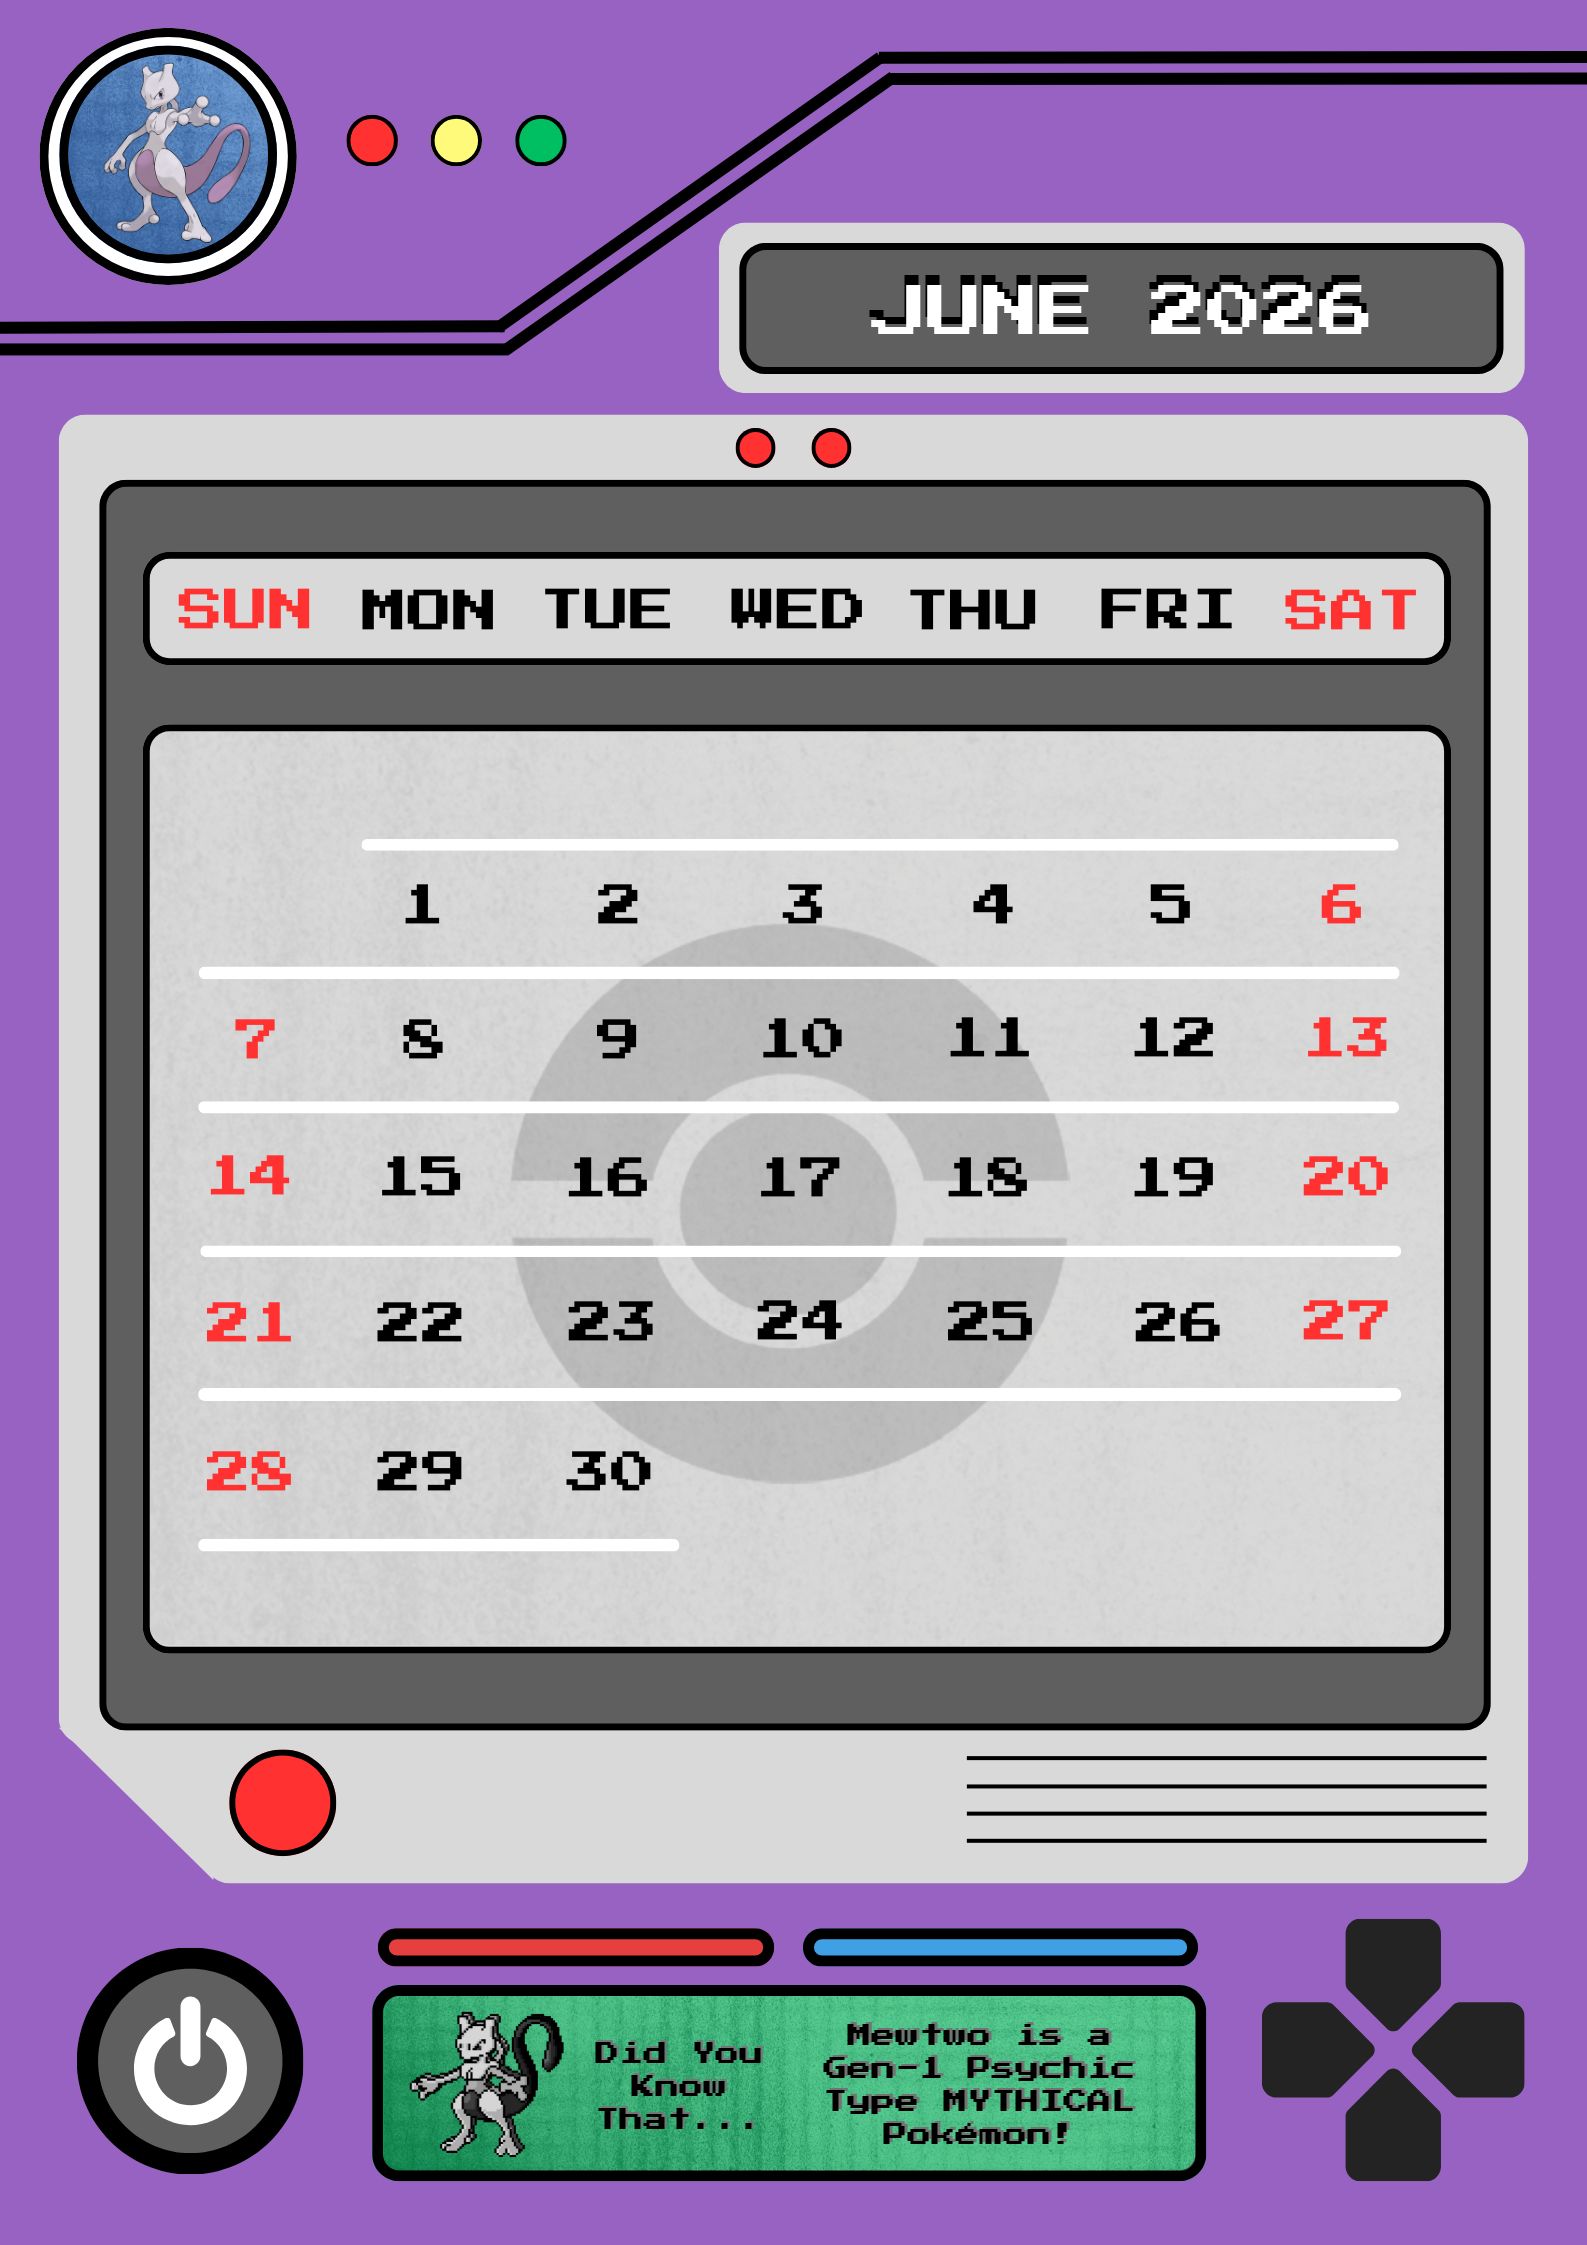 JUNE 2026
SUN MON TUE WED THU FRI SAT
1 2 3 4 5 6
7 8 9 10 11 12 13
14 15 16 17 18 19 20
21 22 23 24 25 26 27
28 29 30
Did You
Know
That...
Mewtwo is a
Gen-1 Psychic
Type MYTHICAL
Pokémon!